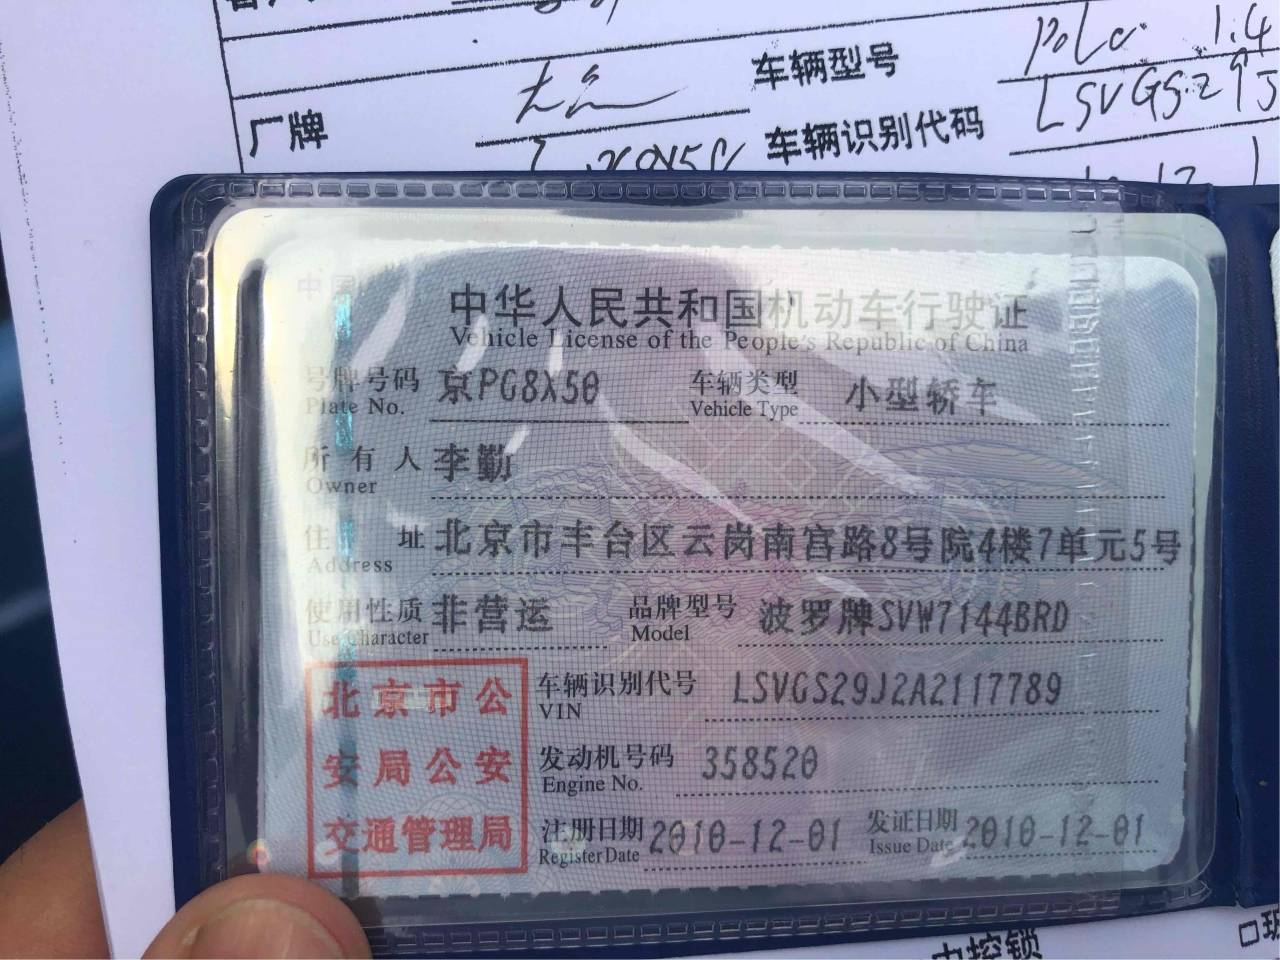 厂牌 大众 车辆型号 Polo 1.4
车辆识别代码 LSVGSz9J
中国
中华人民共和国机动车行驶证
Vehicle License of the People's Republic of China
号牌号码 京PG8X50 车辆类型 小型轿车
Plate No. Vehicle Type
所有人 李勤
Owner
住址 北京市丰台区云岗南宫路8号院4楼7单元5号
Address
使用性质 非营运 品牌型号 波罗牌SVW7144BRD
Use Character Model
北京市公
安局公安
交通管理局
车辆识别代号 LSVGS29J2A2117789
VIN
发动机号码 358520
Engine No.
注册日期 2010-12-01 发证日期 2010-12-01
Register Date Issue Date
中控锁